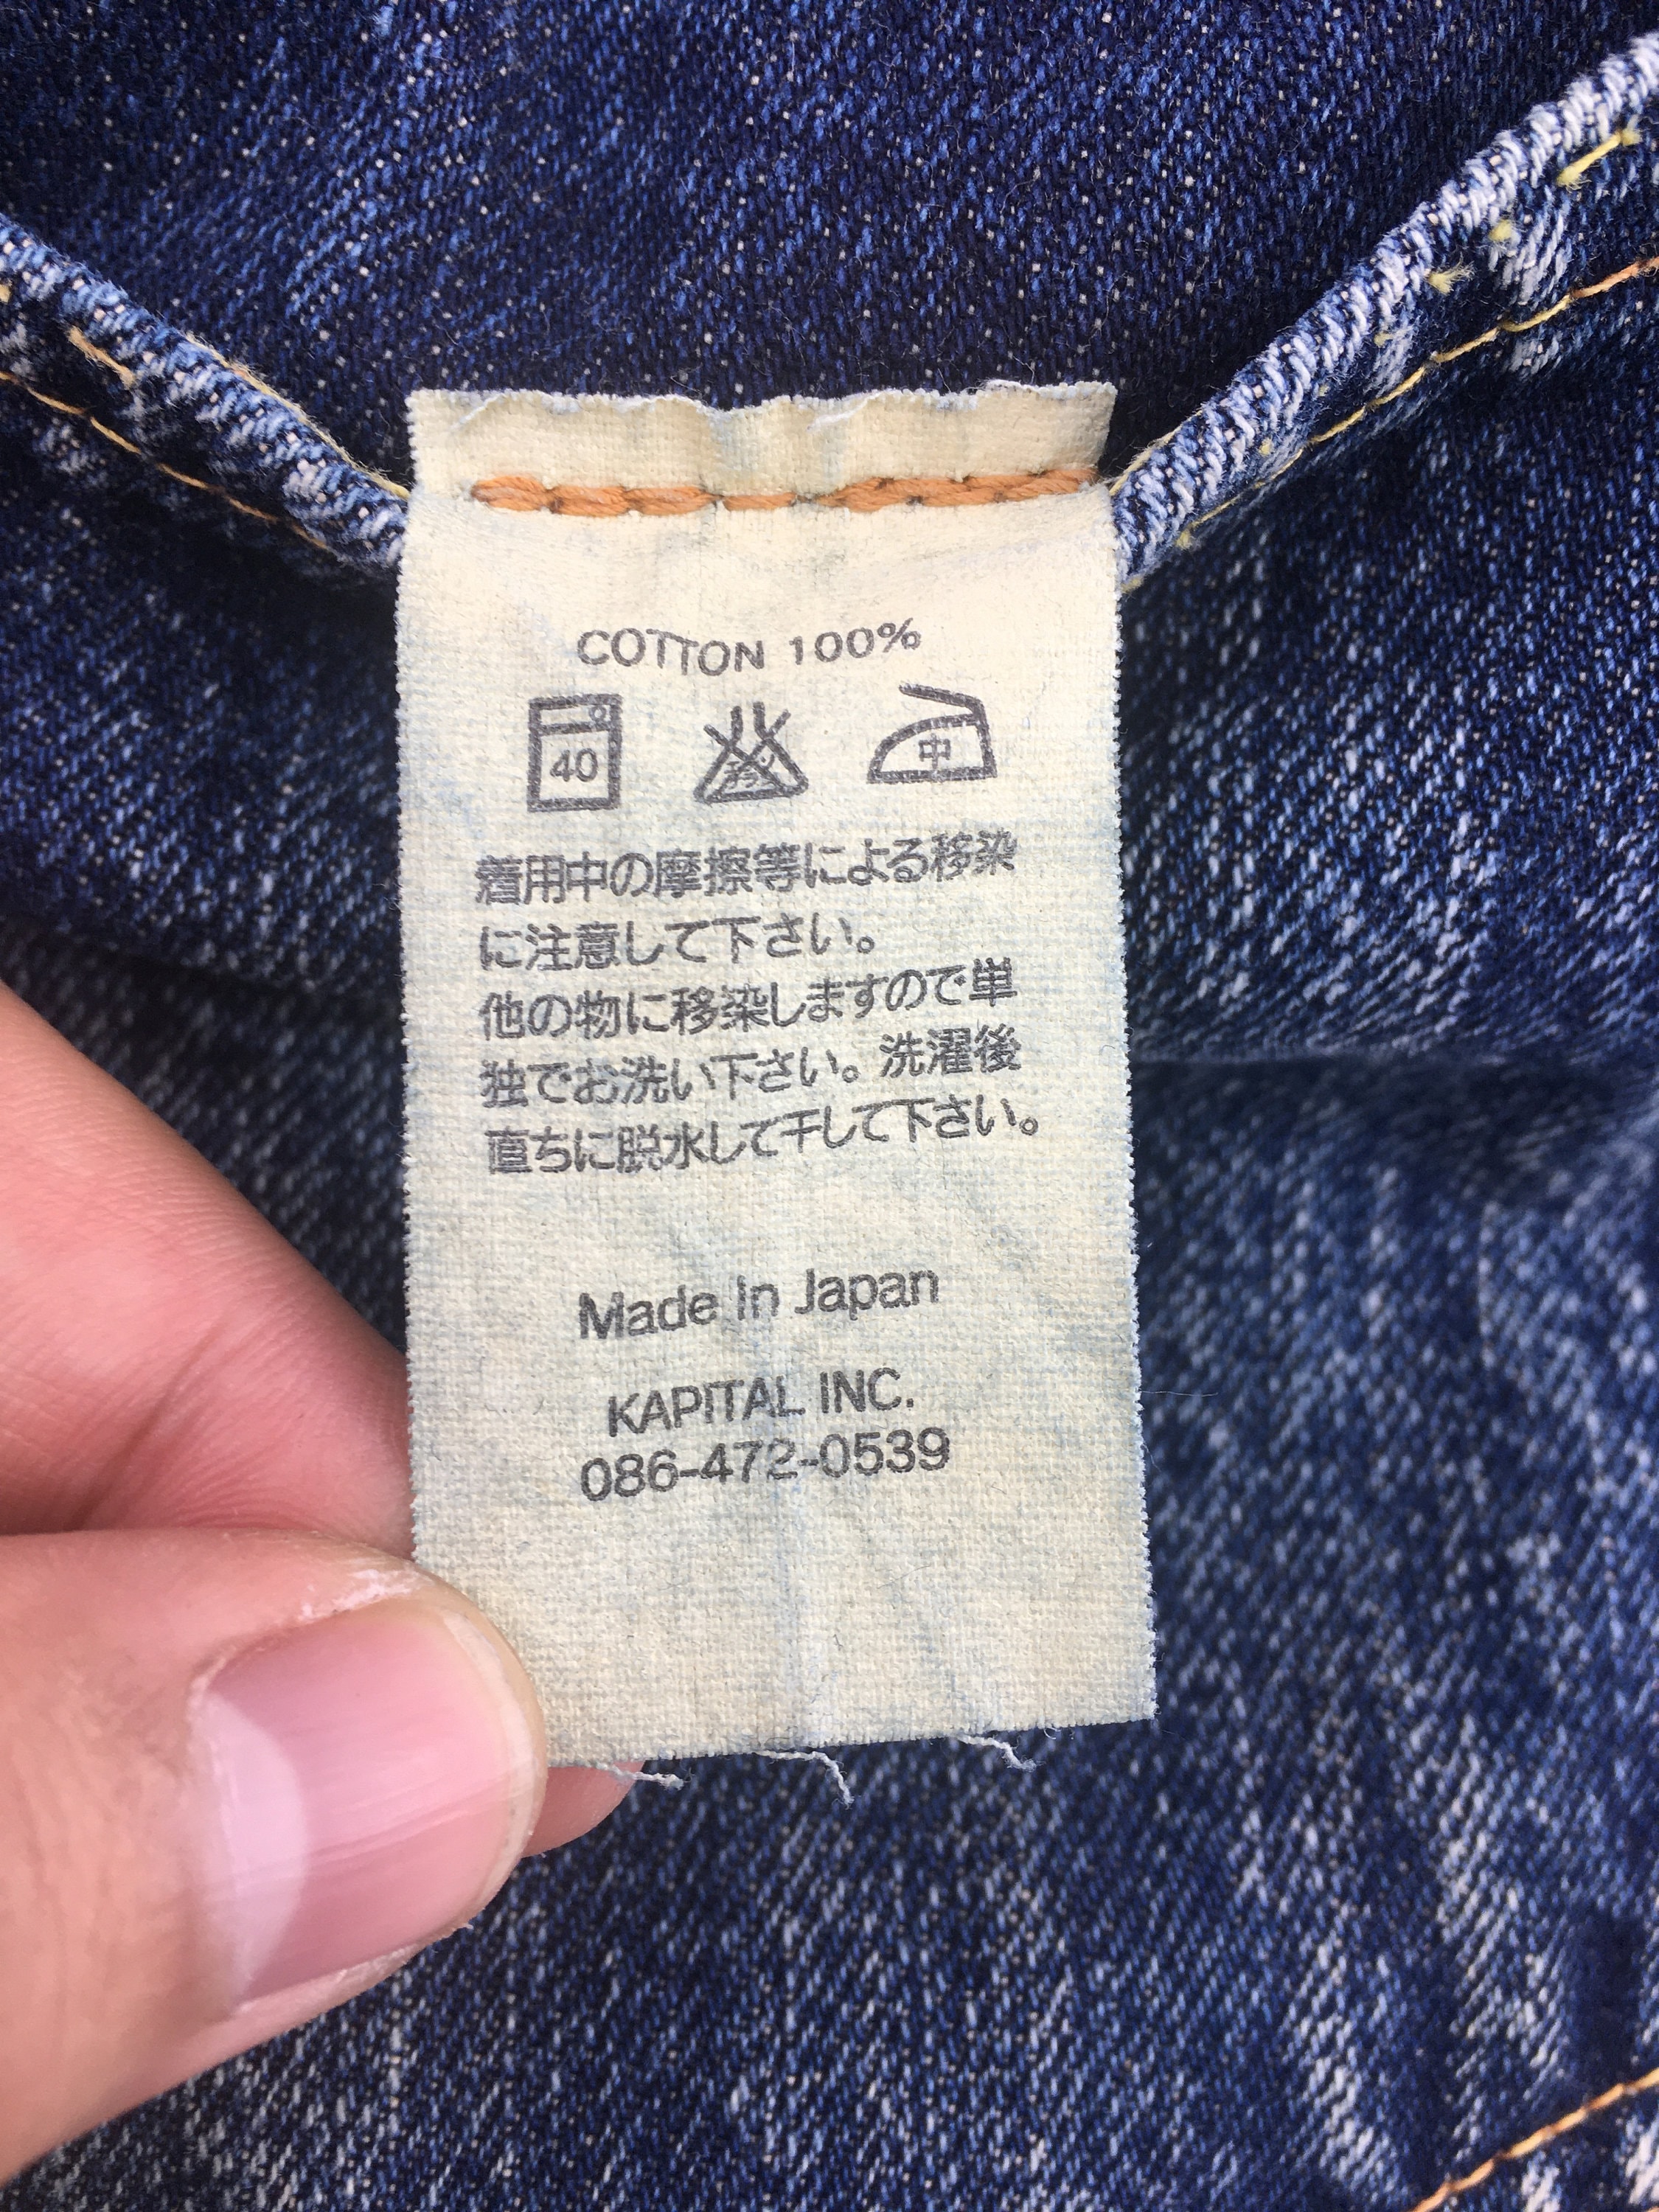 COTTON 100%
40 中
着用中の摩擦等による移染
に注意して下さい。
他の物に移染しますので単
独でお洗い下さい。洗濯後
直ちに脱水して干して下さい。
Made In Japan
KAPITAL INC.
086-472-0539